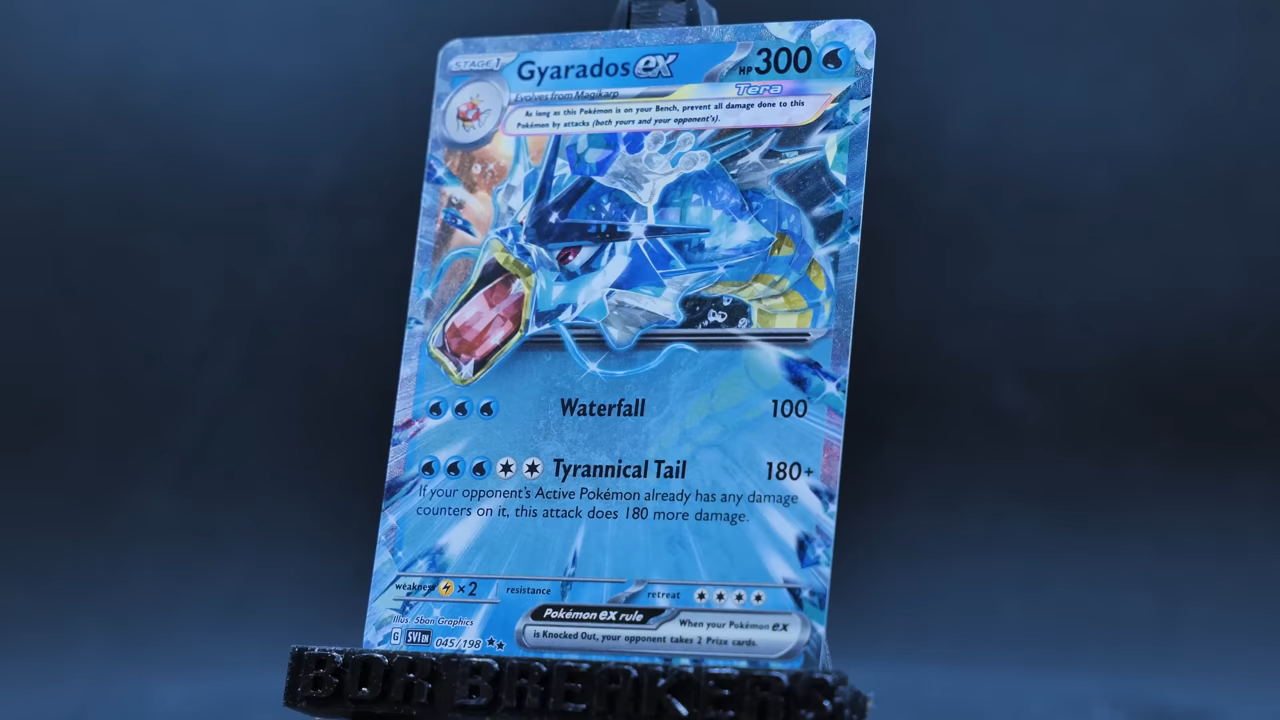 STAGE 1 Gyarados ex HP 300
Evolves from Magikarp
Tera
As long as this Pokémon is on your Bench, prevent all damage done to this
Pokémon by attacks (both yours and your opponent's).
Waterfall 100
Tyrannical Tail 180+
If your opponent's Active Pokémon already has any damage
counters on it, this attack does 180 more damage.
weakness ×2 resistance retreat
Illus. 5ban Graphics
G SVI EN 045/198
Pokémon ex rule When your Pokémon ex
is Knocked Out, your opponent takes 2 Prize cards.
BOX BREAKERS